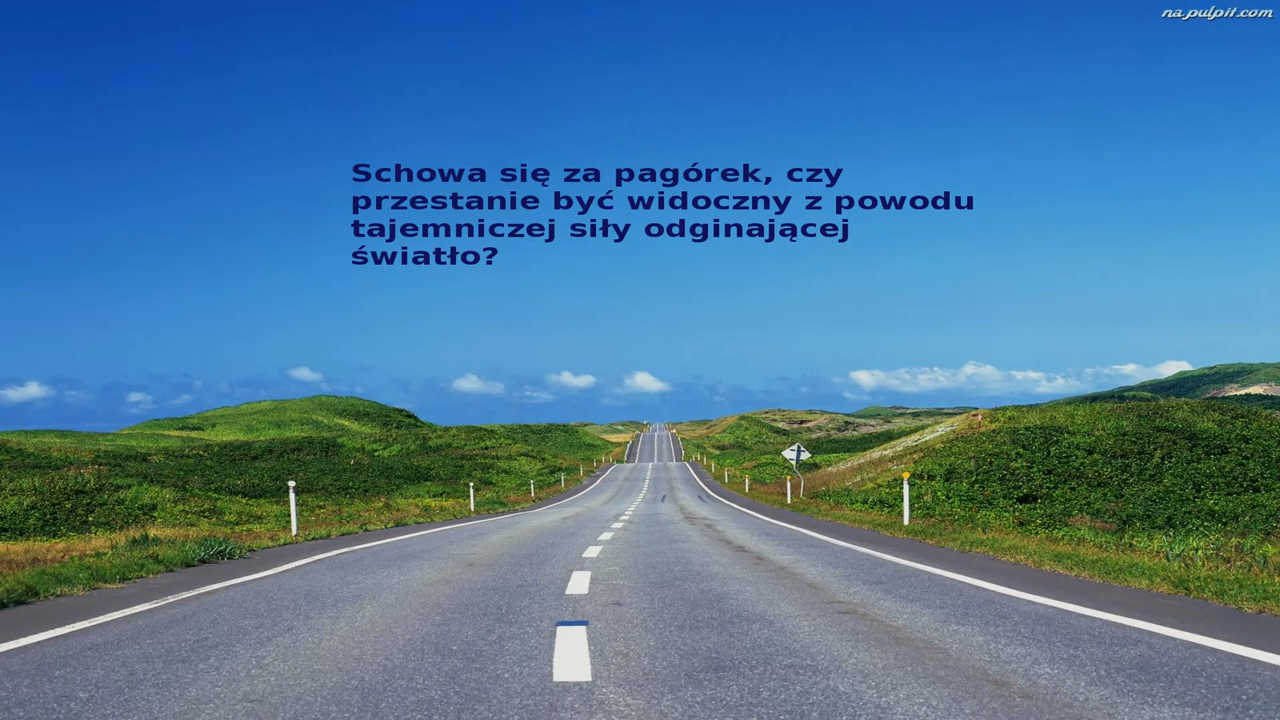 na.pulpit.com
Schowa się za pagórek, czy
przestanie być widoczny z powodu
tajemniczej siły odginającej
światło?